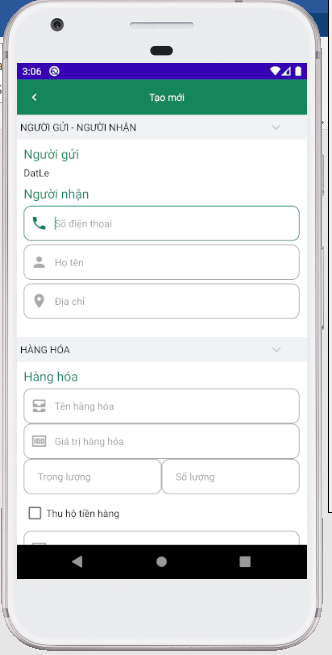 3:06
Tạo mới
NGƯỜI GỬI - NGƯỜI NHẬN
Người gửi
DatLe
Người nhận
Số điện thọai
Họ tên
Địa chỉ
HÀNG HÓA
Hàng hóa
Tên hàng hóa
Giá trị hàng hóa
Trọng lượng
Số lượng
Thu hộ tiền hàng